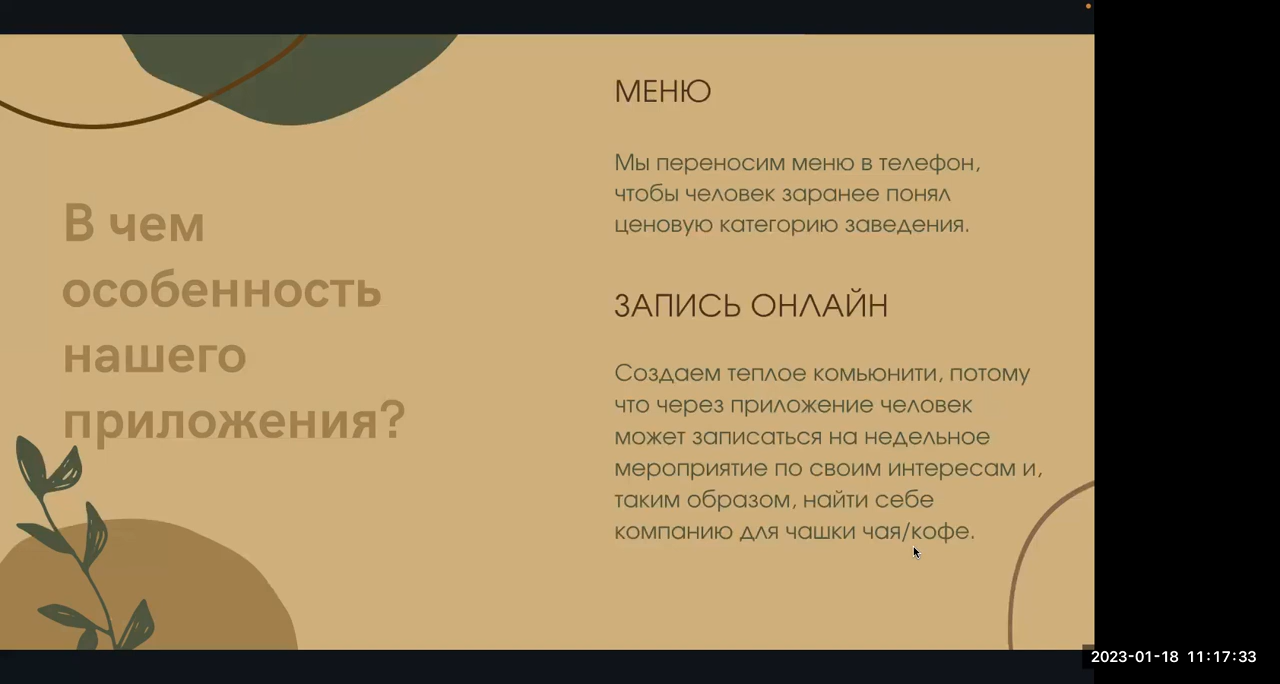 В чем
особенность
нашего
приложения?
МЕНЮ
Мы переносим меню в телефон,
чтобы человек заранее понял
ценовую категорию заведения.
ЗАПИСЬ ОНЛАЙН
Создаем теплое комьюнити, потому
что через приложение человек
может записаться на недельное
мероприятие по своим интересам и,
таким образом, найти себе
компанию для чашки чая/кофе.
2023-01-18 11:17:33